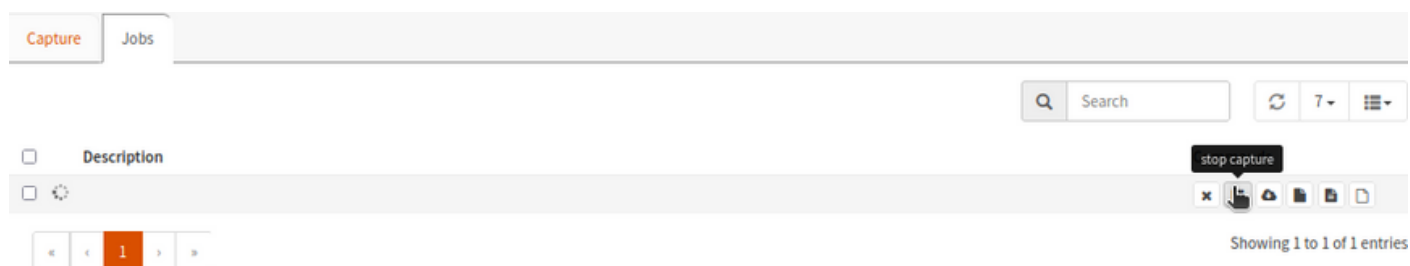 Capture Jobs
Search 7
Description
stop capture
« ‹ 1 › »
Showing 1 to 1 of 1 entries